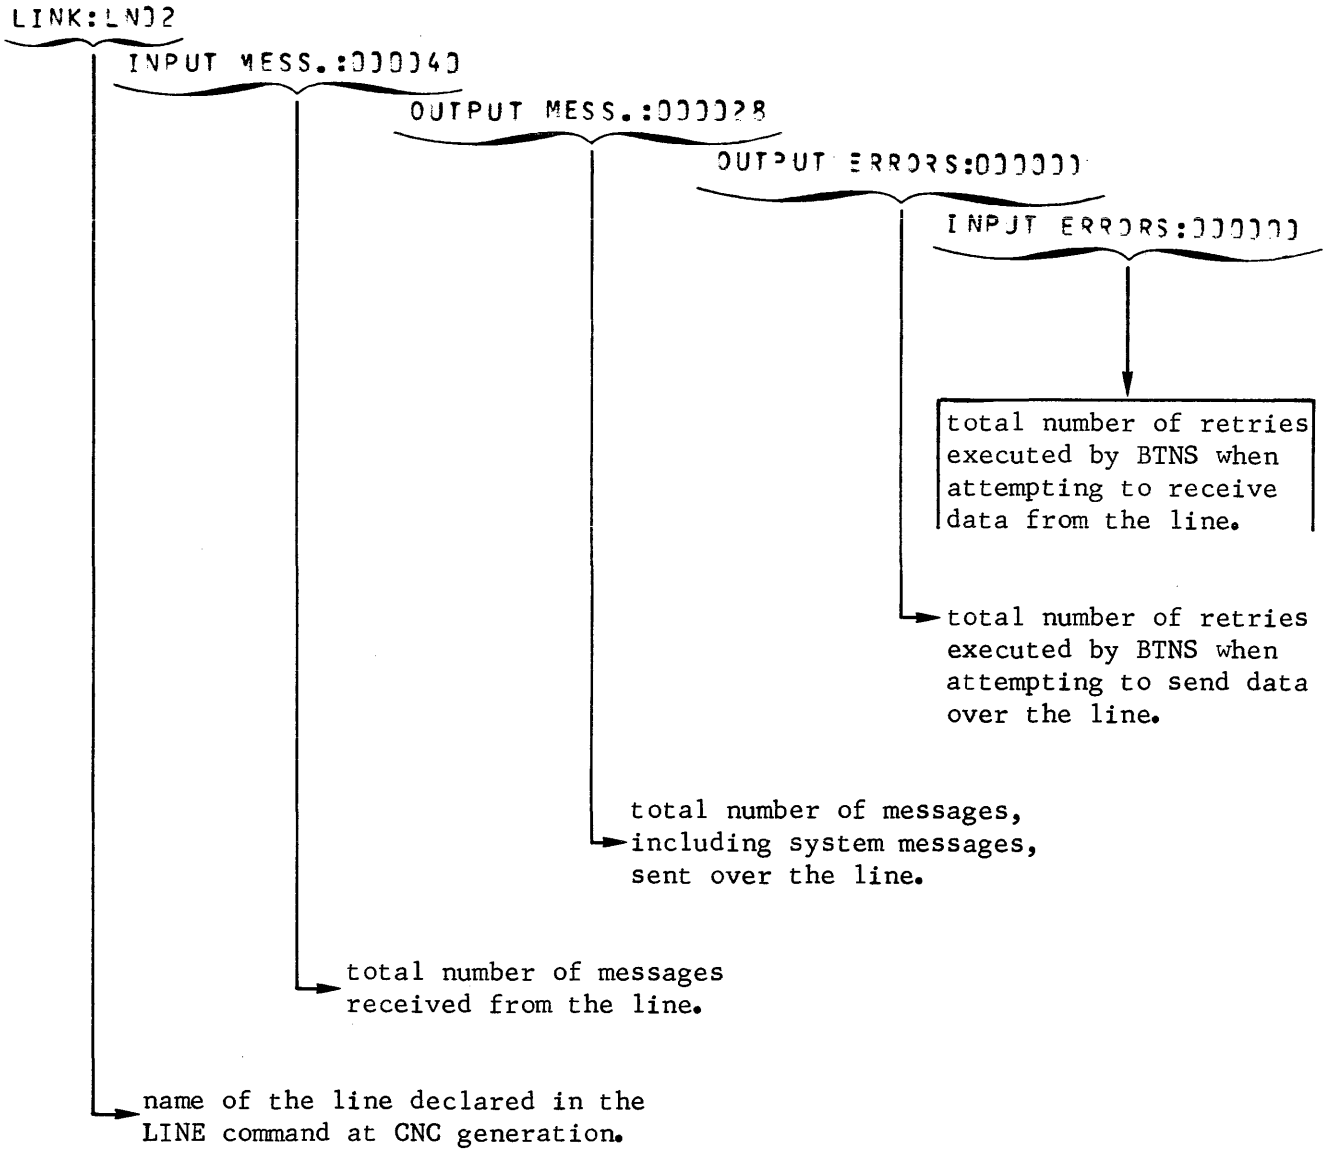 LINK:LN02
INPUT MESS.:000040
OUTPUT MESS.:000028
OUTPUT ERRORS:000000
INPUT ERRORS:000000
total number of retries
executed by BTNS when
attempting to receive
data from the line.
total number of retries
executed by BTNS when
attempting to send data
over the line.
total number of messages,
including system messages,
sent over the line.
total number of messages
received from the line.
name of the line declared in the
LINE command at CNC generation.